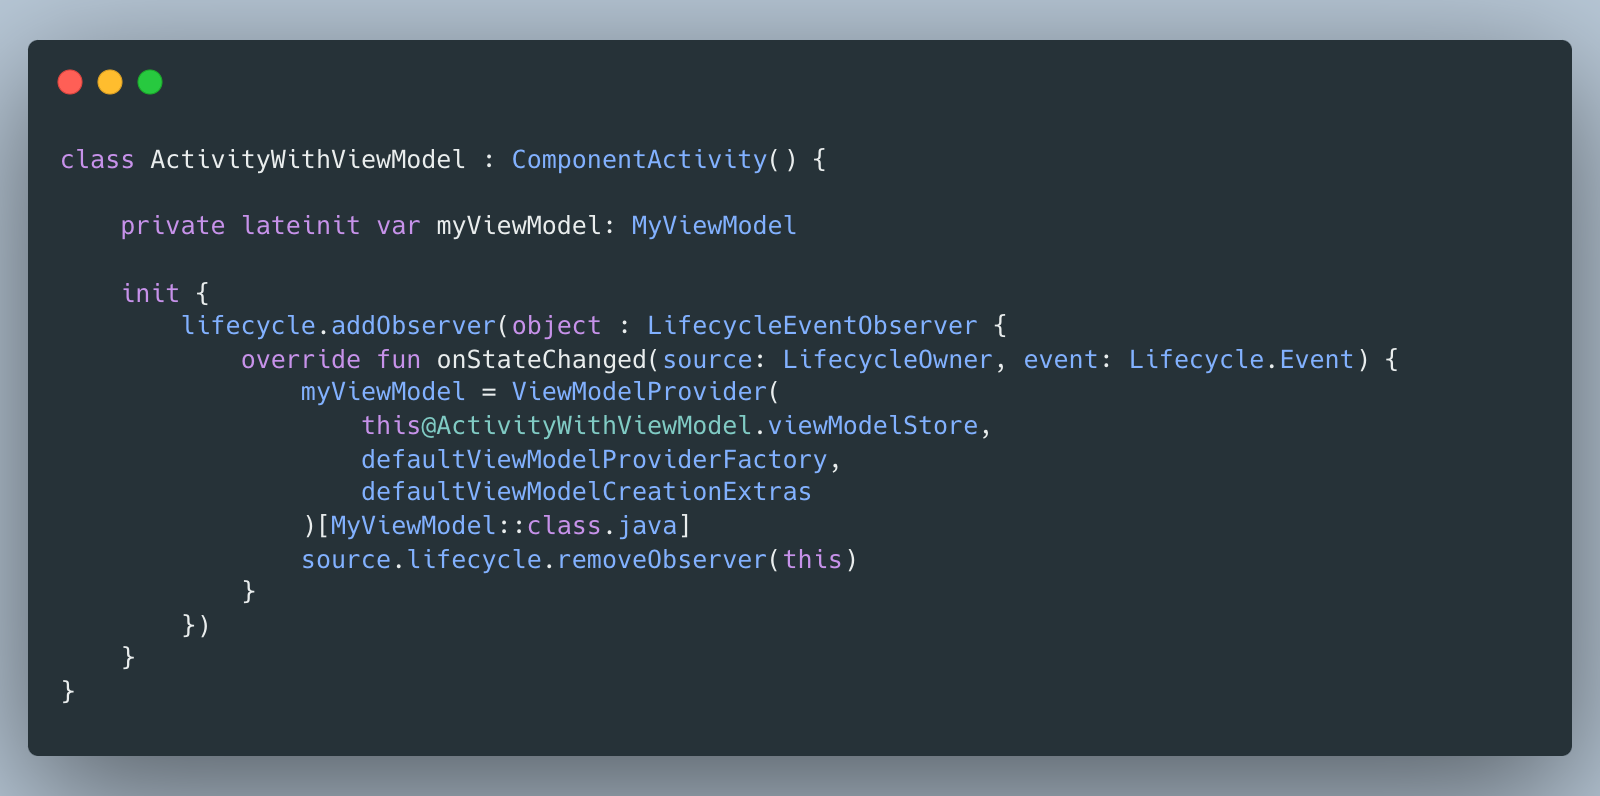 class ActivityWithViewModel : ComponentActivity() {
private lateinit var myViewModel: MyViewModel
init {
lifecycle.addObserver(object : LifecycleEventObserver {
override fun onStateChanged(source: LifecycleOwner, event: Lifecycle.Event) {
myViewModel = ViewModelProvider(
this@ActivityWithViewModel.viewModelStore,
defaultViewModelProviderFactory,
defaultViewModelCreationExtras
)[MyViewModel::class.java]
source.lifecycle.removeObserver(this)
}
})
}
}